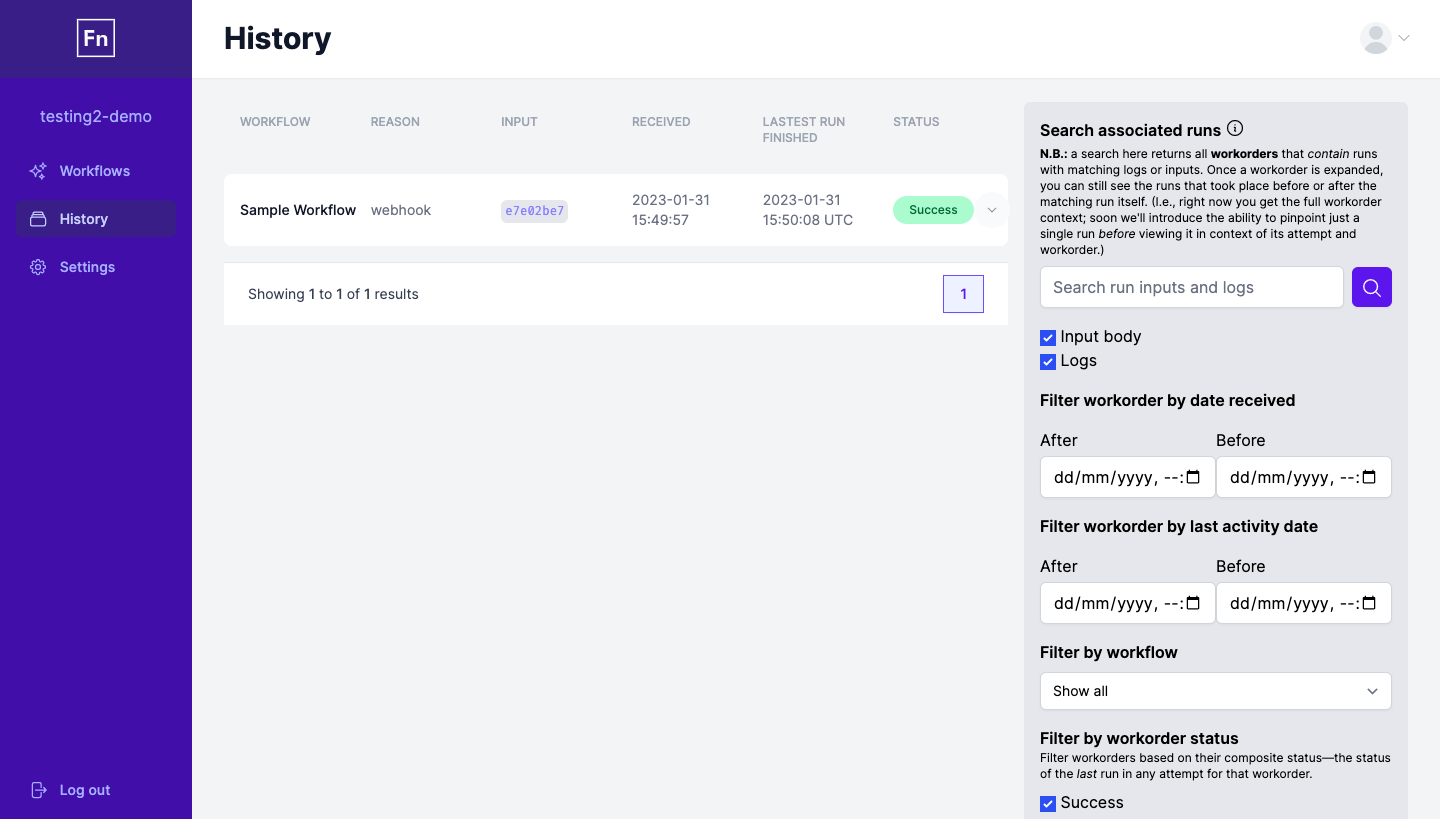 Fn
History
testing2-demo
Workflows
History
Settings
Log out
WORKFLOW REASON INPUT RECEIVED LASTEST RUN FINISHED STATUS
Sample Workflow webhook e7e02be7 2023-01-31 15:49:57 2023-01-31 15:50:08 UTC Success
Showing 1 to 1 of 1 results
1
Search associated runs
N.B.: a search here returns all workorders that contain runs
with matching logs or inputs. Once a workorder is expanded,
you can still see the runs that took place before or after the
matching run itself. (I.e., right now you get the full workorder
context; soon we'll introduce the ability to pinpoint just a
single run before viewing it in context of its attempt and
workorder.)
Search run inputs and logs
Input body
Logs
Filter workorder by date received
After Before
dd/mm/yyyy, --: dd/mm/yyyy, --:
Filter workorder by last activity date
After Before
dd/mm/yyyy, --: dd/mm/yyyy, --:
Filter by workflow
Show all
Filter by workorder status
Filter workorders based on their composite status—the status
of the last run in any attempt for that workorder.
Success